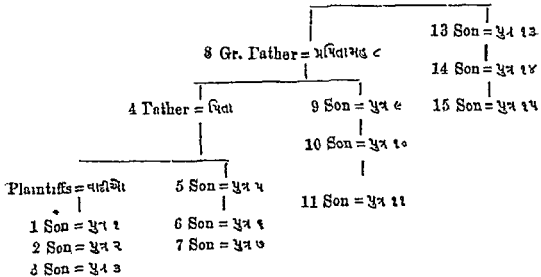 13 Son = પુત્ર ૧૩
8 Gr. Father = પ્રપિતામહ ૮
14 Son = પુત્ર ૧૪
4 Father = પિતા
9 Son = પુત્ર ૯
15 Son = પુત્ર ૧૫
10 Son = પુત્ર ૧૦
Plaintiffs = વાદીઓ
5 Son = પુત્ર ૫
11 Son = પુત્ર ૧૧
1 Son = પુત્ર ૧
6 Son = પુત્ર ૬
2 Son = પુત્ર ૨
7 Son = પુત્ર ૭
3 Son = પુત્ર ૩